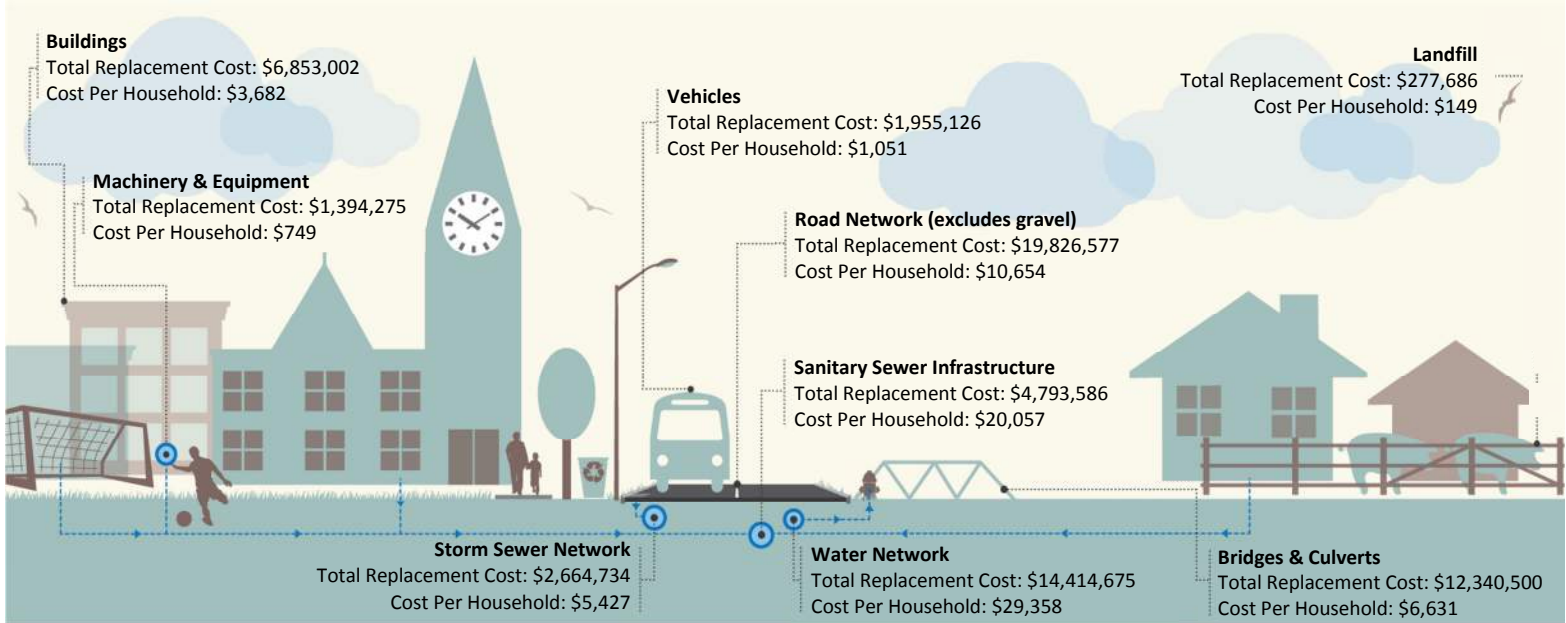 Buildings
Total Replacement Cost: $6,853,002
Cost Per Household: $3,682
Machinery & Equipment
Total Replacement Cost: $1,394,275
Cost Per Household: $749
Vehicles
Total Replacement Cost: $1,955,126
Cost Per Household: $1,051
Landfill
Total Replacement Cost: $277,686
Cost Per Household: $149
Road Network (excludes gravel)
Total Replacement Cost: $19,826,577
Cost Per Household: $10,654
Sanitary Sewer Infrastructure
Total Replacement Cost: $4,793,586
Cost Per Household: $20,057
Storm Sewer Network
Total Replacement Cost: $2,664,734
Cost Per Household: $5,427
Water Network
Total Replacement Cost: $14,414,675
Cost Per Household: $29,358
Bridges & Culverts
Total Replacement Cost: $12,340,500
Cost Per Household: $6,631